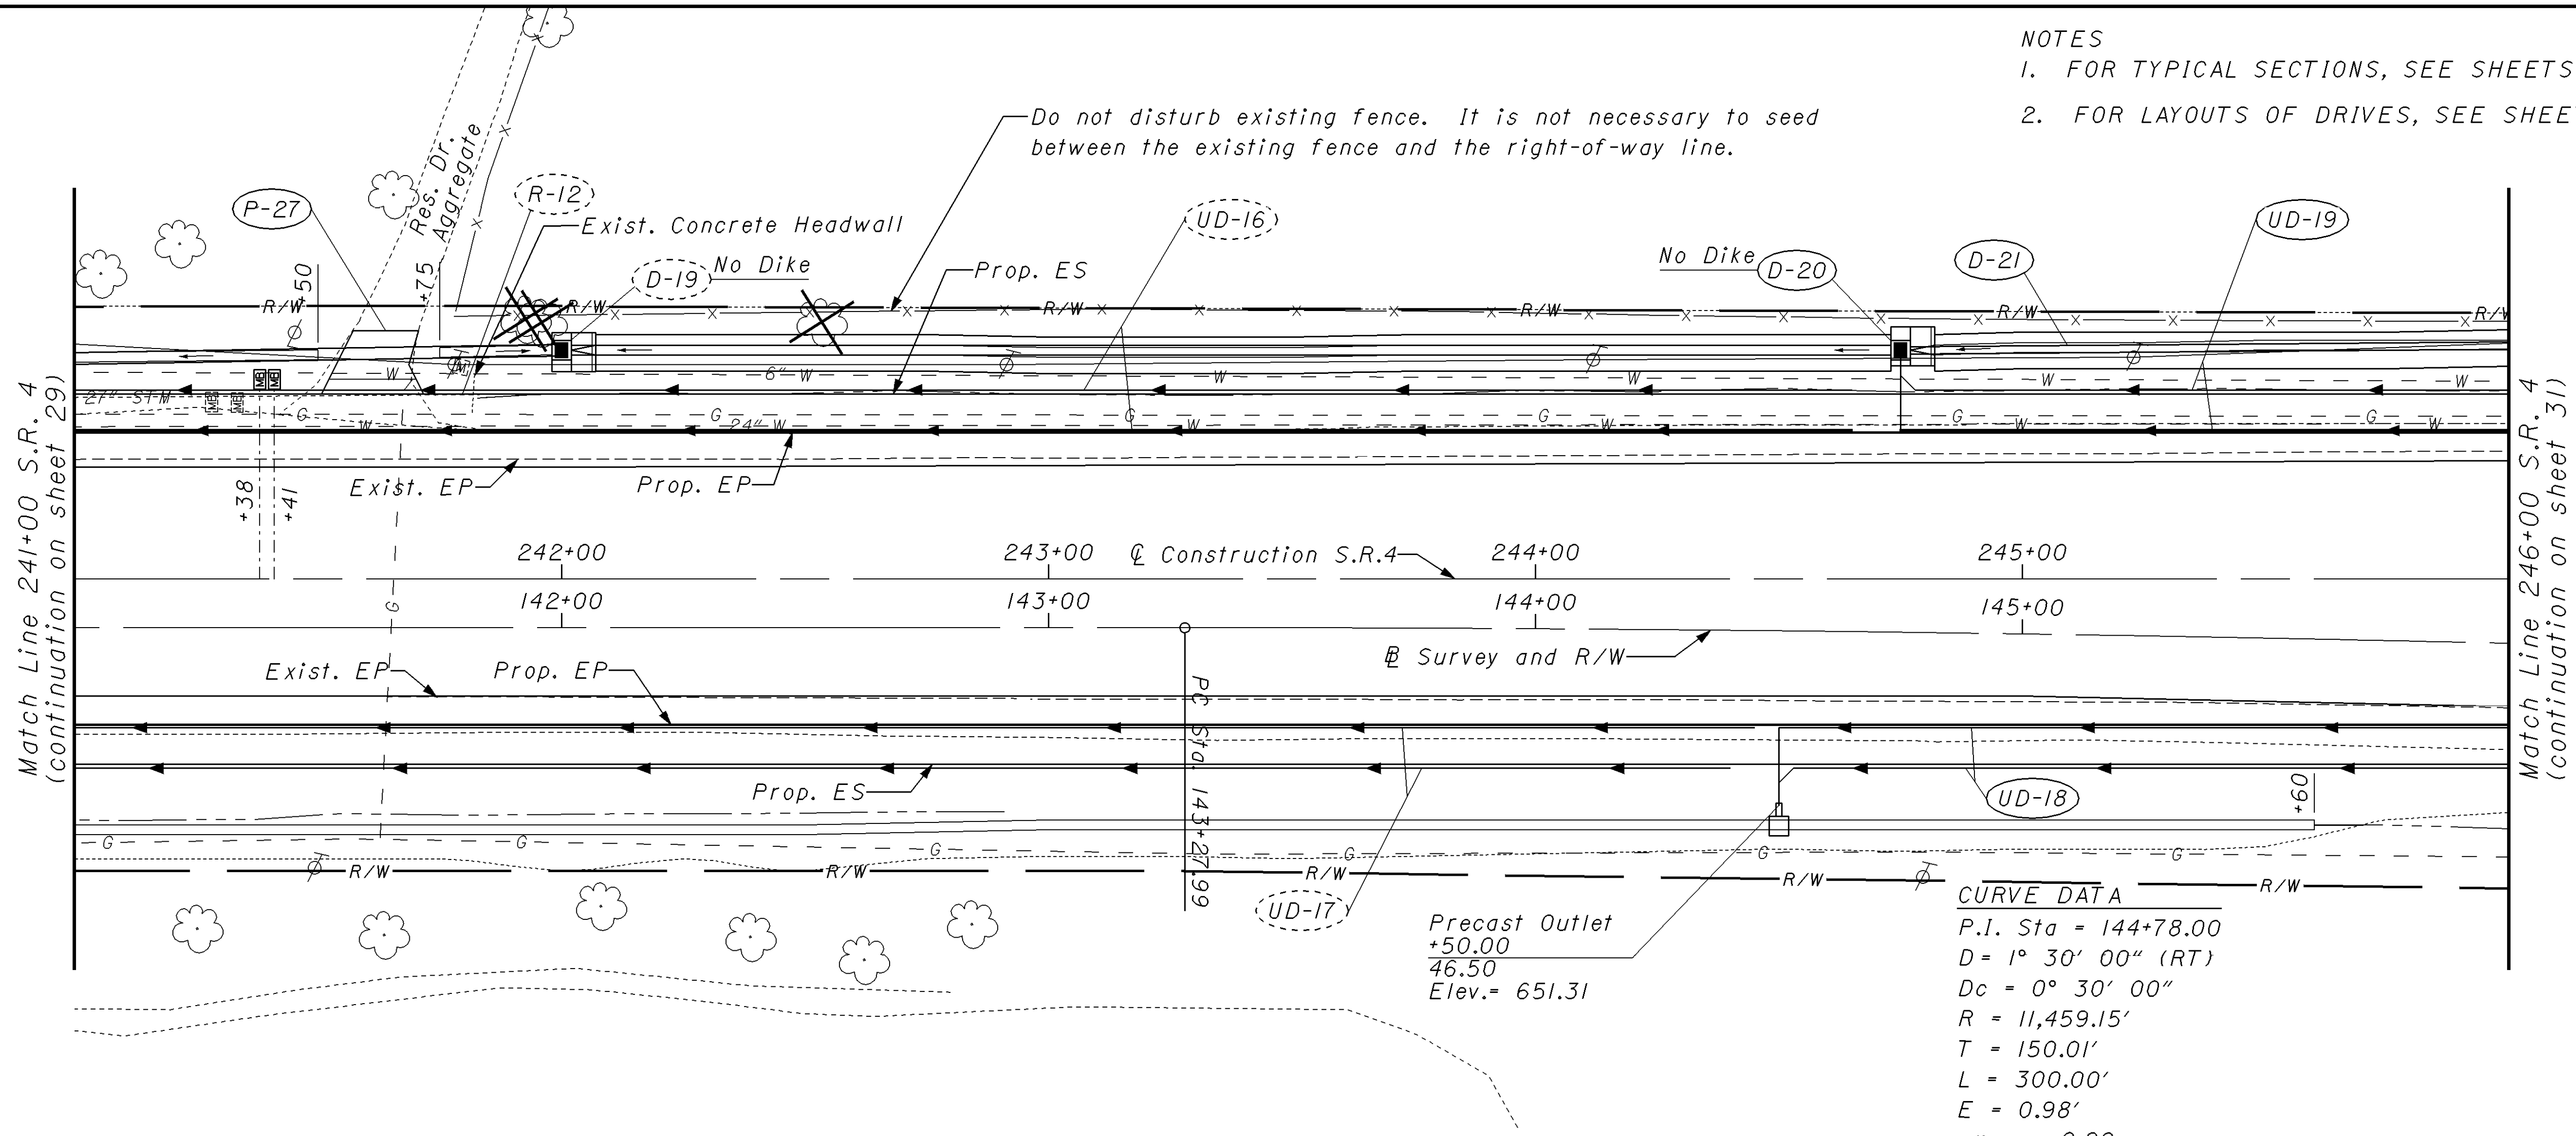 NOTES
1. FOR TYPICAL SECTIONS, SEE SHEETS
2. FOR LAYOUTS OF DRIVES, SEE
Do not disturb existing fence. It is not necessary to seed
between the existing fence and the right-of-way line.
Res. Dr.
Aggregate
P-27
R-12
Exist. Concrete Headwall
D-19
No Dike
UD-16
Prop. ES
No Dike
D-20
D-21
UD-19
+50
+75
R/W
R/W
R/W
R/W
R/W
R/W
W
6" W
W
W
W
W
27" STM
MB
MB
MB
MB
G
G
G
G
G
G
W
24" W
W
W
W
W
Exist. EP
Prop. EP
+38
+41
Match Line 241+00 S.R. 4
(continuation on sheet 29)
Match Line 246+00 S.R. 4
(continuation on sheet 31)
242+00
243+00
℄ Construction S.R.4
244+00
245+00
142+00
143+00
144+00
145+00
G
Survey and R/W
Exist. EP
Prop. EP
PC Sta. 143+27.99
Prop. ES
UD-18
+60
G
G
G
G
G
G
R/W
R/W
R/W
R/W
R/W
UD-17
Precast Outlet
+50.00
46.50
Elev.= 651.31
CURVE DATA
P.I. Sta = 144+78.00
D = 1° 30' 00" (RT)
Dc = 0° 30' 00"
R = 11,459.15'
T = 150.01'
L = 300.00'
E = 0.98'